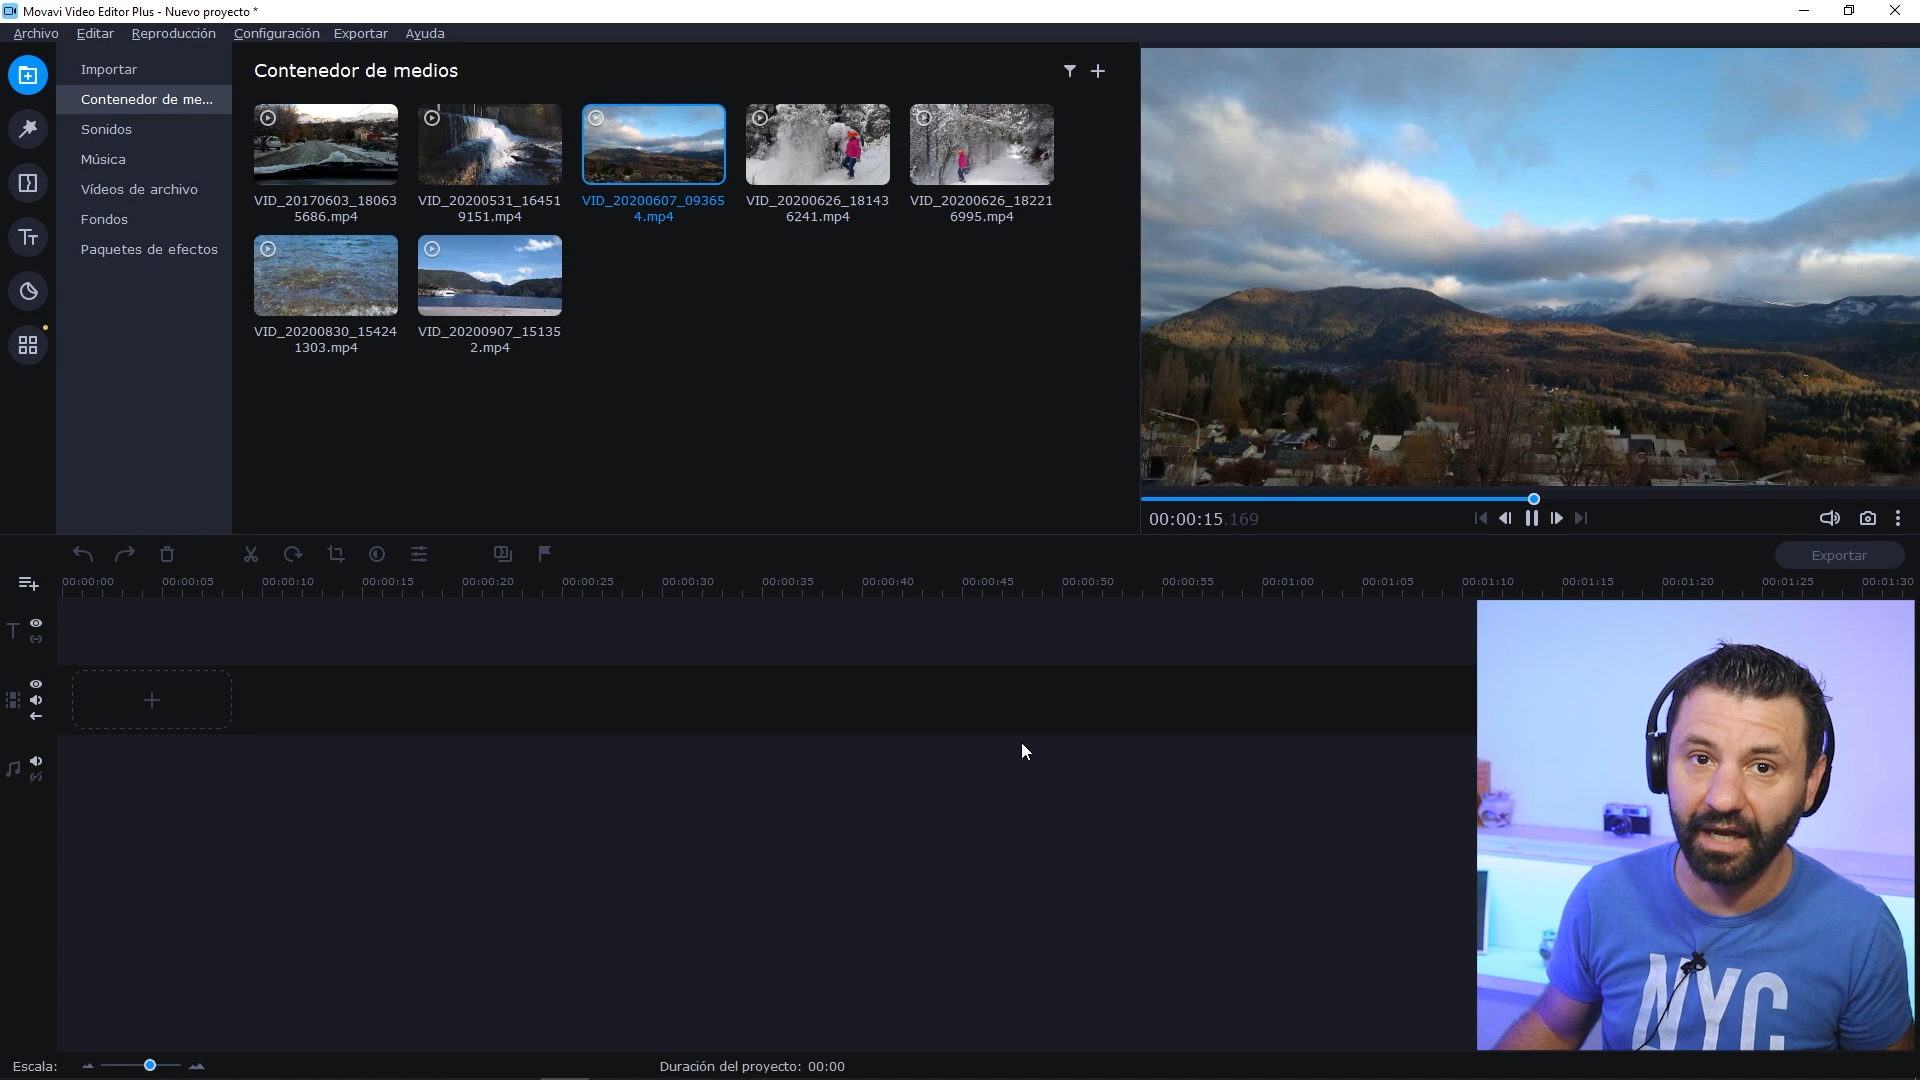 Movavi Video Editor Plus - Nuevo proyecto *
Archivo Editar Reproducción Configuración Exportar Ayuda
Importar
Contenedor de me...
Sonidos
Música
Vídeos de archivo
Fondos
Paquetes de efectos
Contenedor de medios
VID_20170603_18063
5686.mp4
VID_20200531_16451
9151.mp4
VID_20200607_09365
4.mp4
VID_20200626_18143
6241.mp4
VID_20200626_18221
6995.mp4
VID_20200830_15424
1303.mp4
VID_20200907_15135
2.mp4
00:00:15.169
Exportar
00:00:00 00:00:05 00:00:10 00:00:15 00:00:20 00:00:25 00:00:30 00:00:35 00:00:40 00:00:45 00:00:50 00:00:55 00:01:00 00:01:05 00:01:10 00:01:15 00:01:20 00:01:25 00:01:30
NYC
Escala:
Duración del proyecto: 00:00